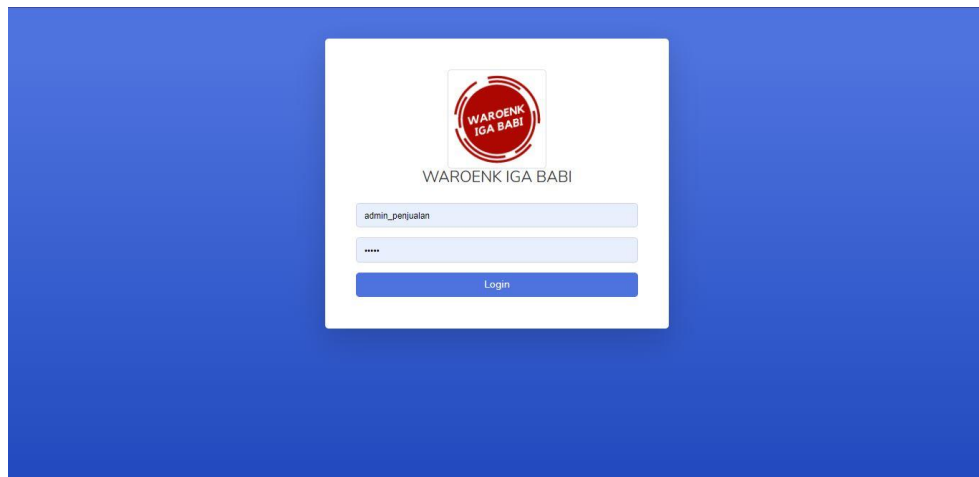 WAROENK
IGA BABI
WAROENK IGA BABI
admin_penjualan
•••••
Login